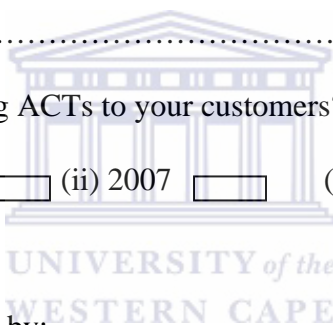 ....................................
g ACTs to your customers'
(ii) 2007 (
UNIVERSITY of the
WESTERN CAPE
by: